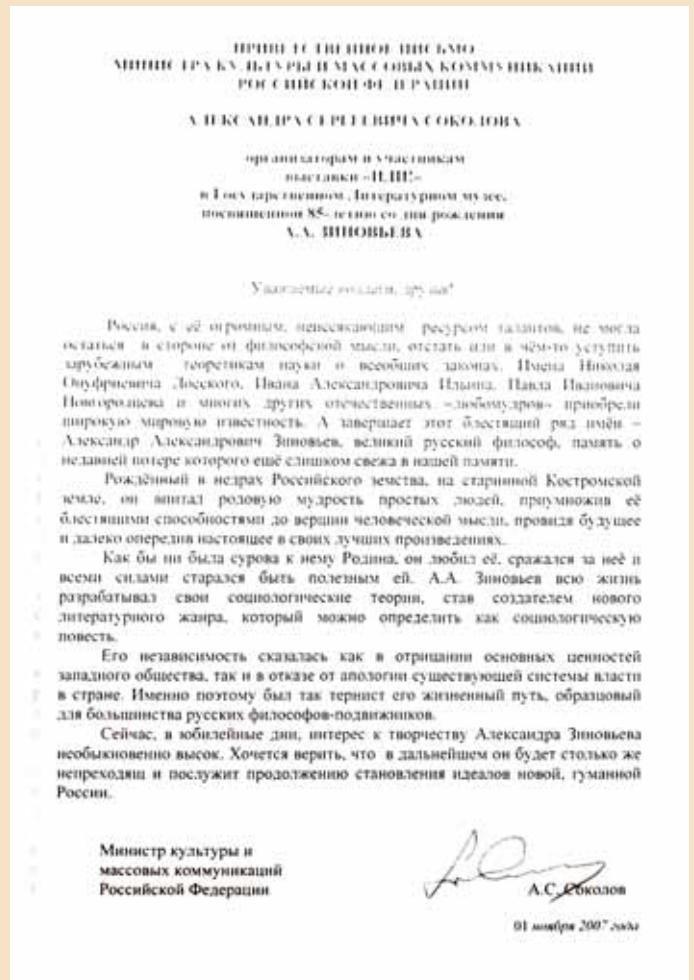 ПРИВЕТСТВЕННОЕ ПИСЬМО
МИНИСТРА КУЛЬТУРЫ И МАССОВЫХ КОММУНИКАЦИЙ
РОССИЙСКОЙ ФЕДЕРАЦИИ
АЛЕКСАНДРА СЕРГЕЕВИЧА СОКОЛОВА
организаторам и участникам
выставки
в Государственном Литературном музее,
посвященной 85-летию со дня рождения
А.А. ЗИНОВЬЕВА
Уважаемые коллеги, друзья!
Россия, с её огромным, неиссякающим ресурсом талантов, не могла
остаться в стороне от философской мысли, отстать или в чём-то уступить
зарубежным теоретикам науки о всеобщих законах. Имена Николая
Онуфриевича Лосского, Ивана Александровича Ильина, Павла Ивановича
Новгородцева и многих других отечественных «любомудров» приобрели
широкую мировую известность. А завершает этот блестящий ряд имён –
Александр Александрович Зиновьев, великий русский философ, память о
недавней потере которого ещё слишком свежа в нашей памяти.
Рождённый в недрах Российского земства, на старинной Костромской
земле, он впитал родовую мудрость простых людей, приумножив её
блестящими способностями до вершин человеческой мысли, провидя будущее
и далеко опередив настоящее в своих лучших произведениях.
Как бы ни была сурова к нему Родина, он любил её, сражался за неё и
всеми силами старался быть полезным ей. А.А. Зиновьев всю жизнь
разрабатывал свои социологические теории, став создателем нового
литературного жанра, который можно определить как социологическую
повесть.
Его независимость сказалась как в отрицании основных ценностей
западного общества, так и в отказе от апологии существующей системы власти
в стране. Именно поэтому был так тернист его жизненный путь, образцовый
для большинства русских философов-подвижников.
Сейчас, в юбилейные дни, интерес к творчеству Александра Зиновьева
необыкновенно высок. Хочется верить, что в дальнейшем он будет столько же
непреходящ и послужит продолжению становления идеалов новой, гуманной
России.
Министр культуры и
массовых коммуникаций
Российской Федерации
А.С. Соколов
01 ноября 2007 года